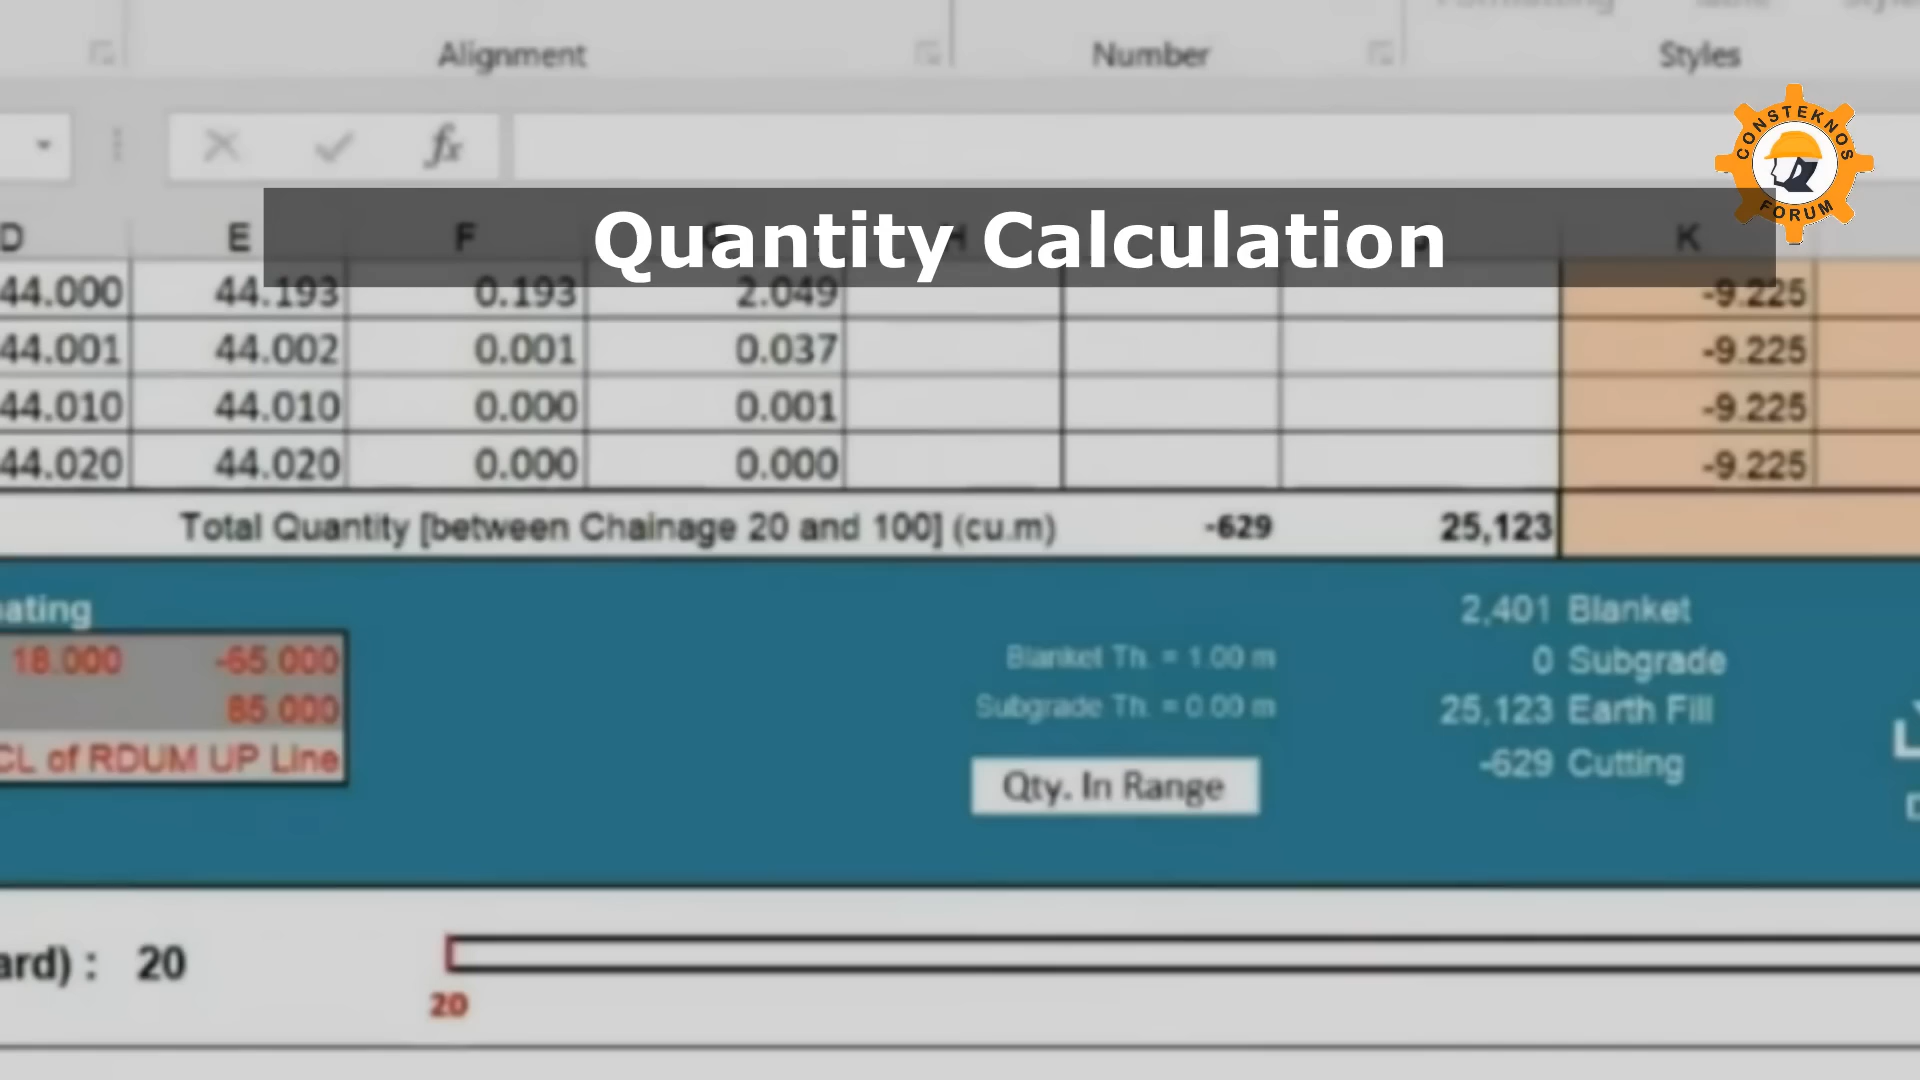 Alignment Number Styles
fx
CONSTEKNOS
FORUM
Quantity Calculation
D E F H K
44.000 44.193 0.193 2.049 -9.225
44.001 44.002 0.001 0.037 -9.225
44.010 44.010 0.000 0.001 -9.225
44.020 44.020 0.000 0.000 -9.225
Total Quantity [between Chainage 20 and 100] (cu.m) -629 25,123
ating
2,401 Blanket
18.000 -65.000
Blanket Th. = 1.00 m
0 Subgrade
85.000
Subgrade Th. = 0.00 m
25,123 Earth Fill
CL of RDUM UP Line
Qty. In Range
-629 Cutting
ard) : 20
20